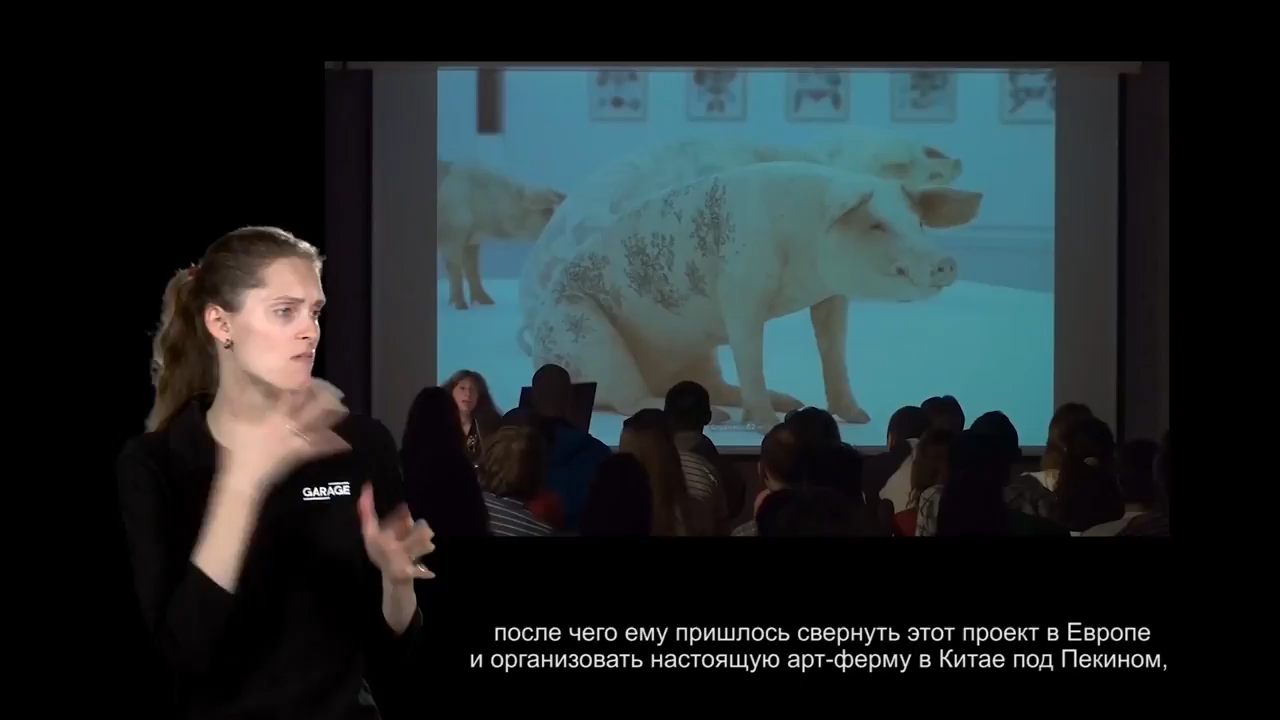 GARAGE
после чего ему пришлось свернуть этот проект в Европе
и организовать настоящую арт-ферму в Китае под Пекином,